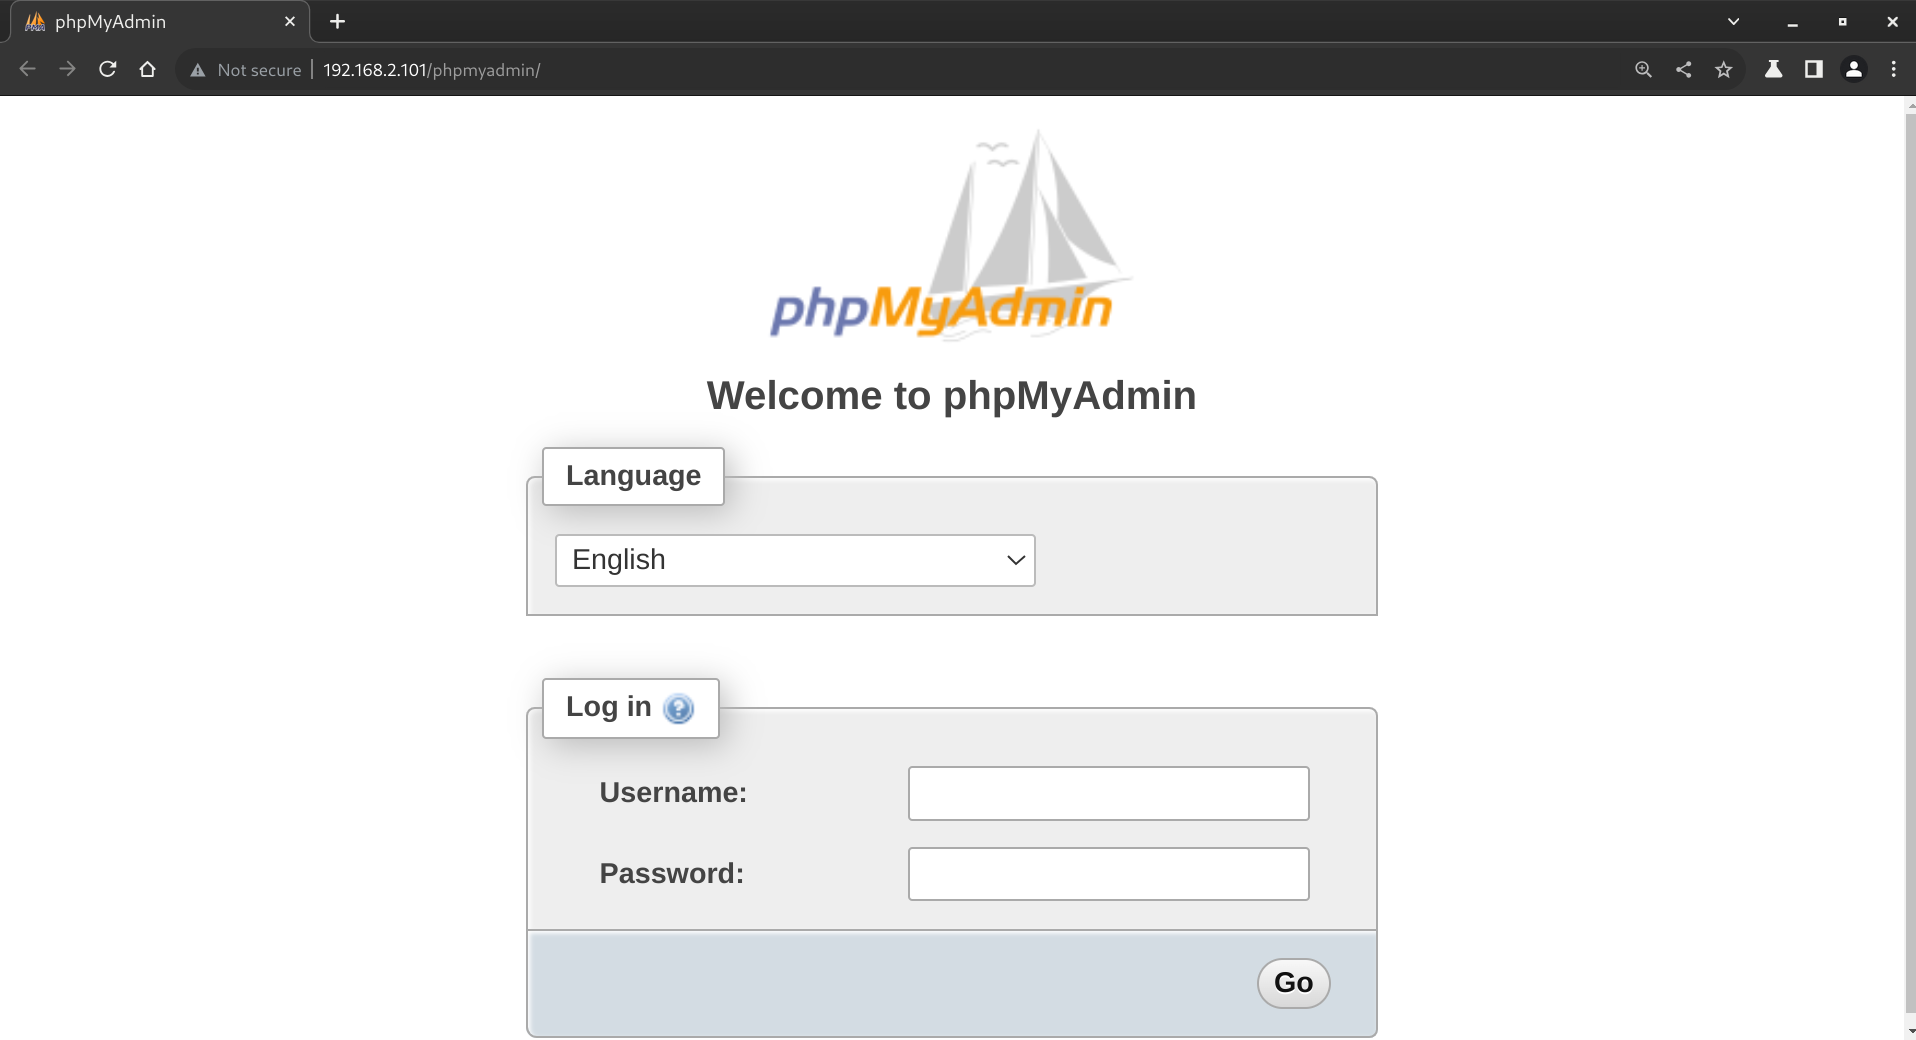 phpMyAdmin
Not secure 192.168.2.101/phpmyadmin/
phpMyAdmin
Welcome to phpMyAdmin
Language
English
Log in
Username:
Password:
Go